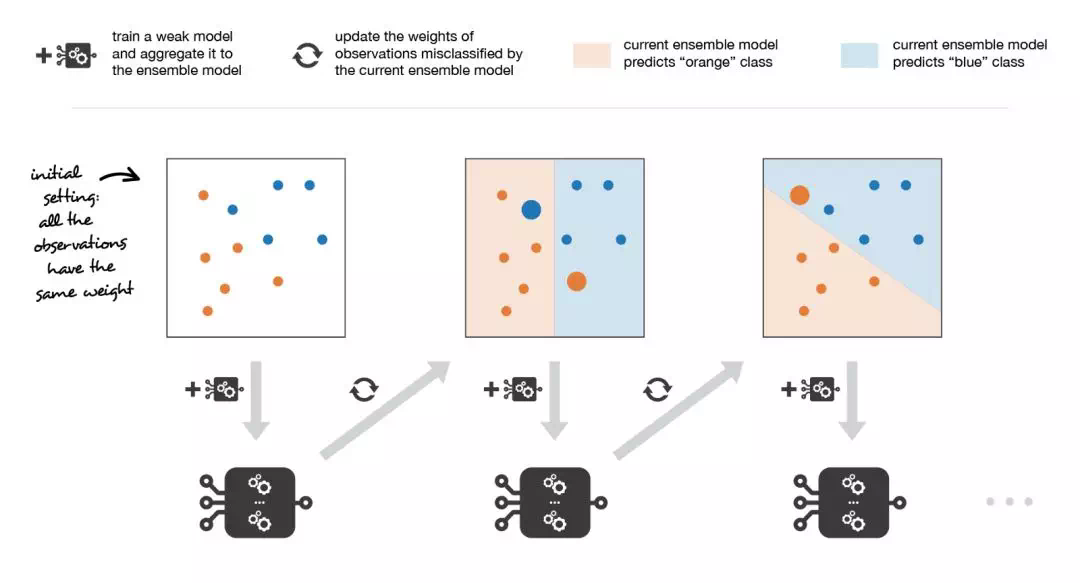 train a weak model
and aggregate it to
the ensemble model
update the weights of
observations misclassified by
the current ensemble model
current ensemble model
predicts “orange” class
current ensemble model
predicts “blue” class
initial
setting:
all the
observations
have the
same weight